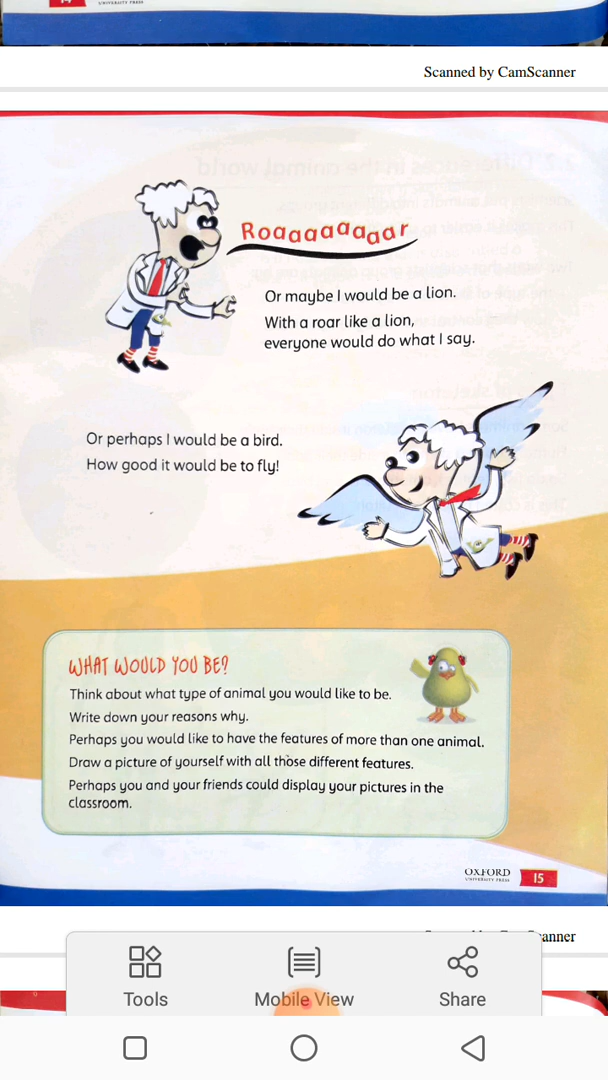 14
UNIVERSITY PRESS
Scanned by CamScanner
Roaaaaaaaar
Or maybe I would be a lion.
With a roar like a lion,
everyone would do what I say.
Or perhaps I would be a bird.
How good it would be to fly!
WHAT WOULD YOU BE?
Think about what type of animal you would like to be.
Write down your reasons why.
Perhaps you would like to have the features of more than one animal.
Draw a picture of yourself with all those different features.
Perhaps you and your friends could display your pictures in the
classroom.
OXFORD
UNIVERSITY PRESS
15
anner
Tools
Mobile View
Share